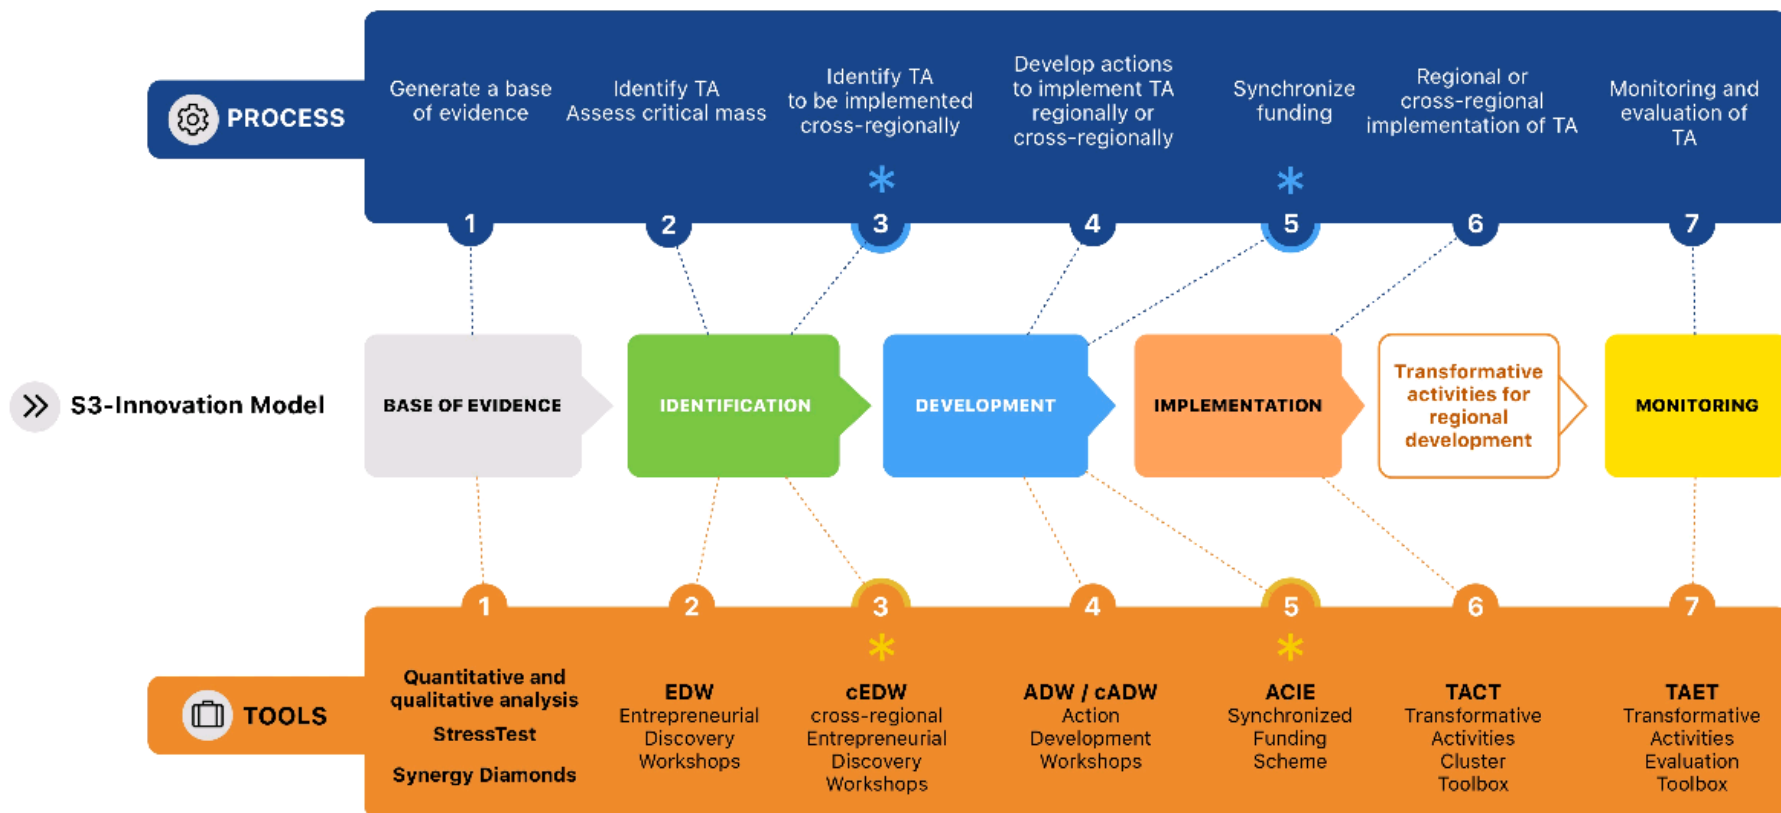 PROCESS
Generate a base
of evidence
Identify TA
Assess critical mass
Identify TA
to be implemented
cross-regionally
*
Develop actions
to implement TA
regionally or
cross-regionally
Synchronize
funding
*
Regional or
cross-regional
implementation of TA
Monitoring and
evaluation of
TA
1
2
3
4
5
6
7
S3-Innovation Model
BASE OF EVIDENCE
IDENTIFICATION
DEVELOPMENT
IMPLEMENTATION
Transformative
activities for
regional
development
MONITORING
1
2
3
4
5
6
7
TOOLS
Quantitative and
qualitative analysis
StressTest
Synergy Diamonds
EDW
Entrepreneurial
Discovery
Workshops
*
cEDW
cross-regional
Entrepreneurial
Discovery
Workshops
ADW / cADW
Action
Development
Workshops
*
ACIE
Synchronized
Funding
Scheme
TACT
Transformative
Activities
Cluster
Toolbox
TAET
Transformative
Activities
Evaluation
Toolbox